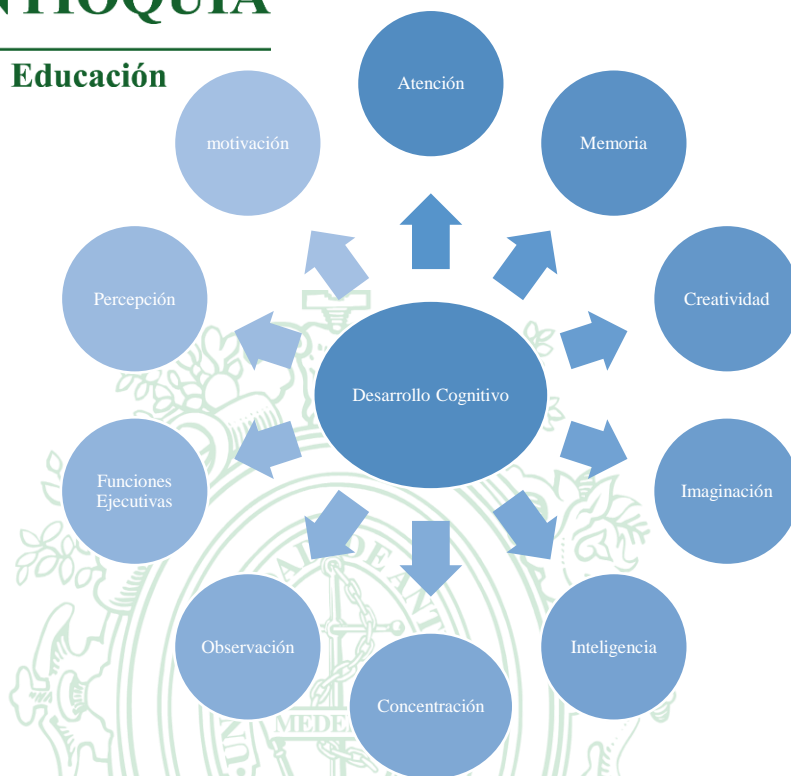 NTIOQUIA
Educación
Atención
motivación
Memoria
Percepción
Creatividad
Desarrollo Cognitivo
Funciones
Ejecutivas
Imaginación
Observación
Inteligencia
Concentración